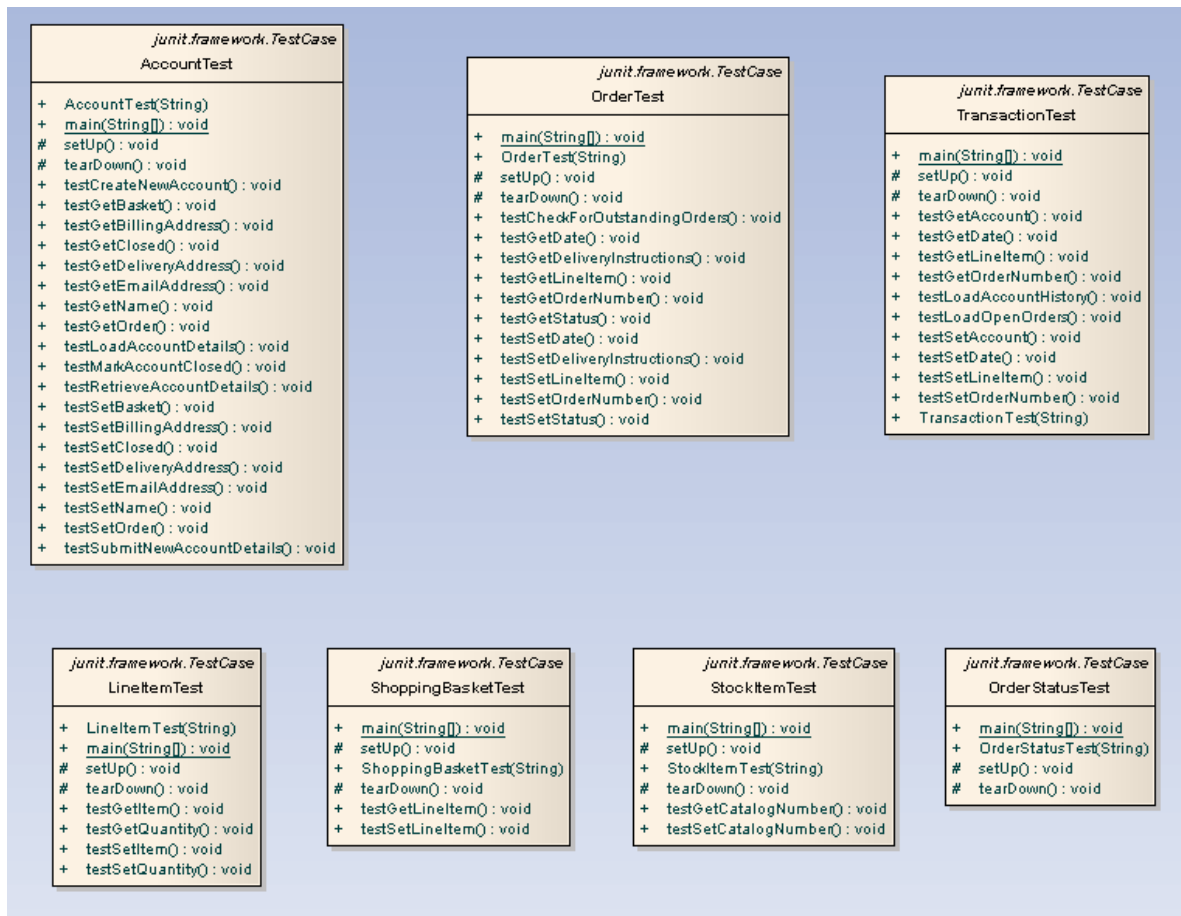 junit.framework.TestCase
AccountTest
+ AccountTest(String)
+ main(String[]) : void
# setUp() : void
# tearDown() : void
+ testCreateNewAccount() : void
+ testGetBasket() : void
+ testGetBillingAddress() : void
+ testGetClosed() : void
+ testGetDeliveryAddress() : void
+ testGetEmailAddress() : void
+ testGetName() : void
+ testGetOrder() : void
+ testLoadAccountDetails() : void
+ testMarkAccountClosed() : void
+ testRetrieveAccountDetails() : void
+ testSetBasket() : void
+ testSetBillingAddress() : void
+ testSetClosed() : void
+ testSetDeliveryAddress() : void
+ testSetEmailAddress() : void
+ testSetName() : void
+ testSetOrder() : void
+ testSubmitNewAccountDetails() : void
junit.framework.TestCase
OrderTest
+ main(String[]) : void
+ OrderTest(String)
# setUp() : void
# tearDown() : void
+ testCheckForOutstandingOrders() : void
+ testGetDate() : void
+ testGetDeliveryInstructions() : void
+ testGetLineItem() : void
+ testGetOrderNumber() : void
+ testGetStatus() : void
+ testSetDate() : void
+ testSetDeliveryInstructions() : void
+ testSetLineItem() : void
+ testSetOrderNumber() : void
+ testSetStatus() : void
junit.framework.TestCase
TransactionTest
+ main(String[]) : void
# setUp() : void
# tearDown() : void
+ testGetAccount() : void
+ testGetDate() : void
+ testGetLineItem() : void
+ testGetOrderNumber() : void
+ testLoadAccountHistory() : void
+ testLoadOpenOrders() : void
+ testSetAccount() : void
+ testSetDate() : void
+ testSetLineItem() : void
+ testSetOrderNumber() : void
+ TransactionTest(String)
junit.framework.TestCase
LineItemTest
+ LineItemTest(String)
+ main(String[]) : void
# setUp() : void
# tearDown() : void
+ testGetItem() : void
+ testGetQuantity() : void
+ testSetItem() : void
+ testSetQuantity() : void
junit.framework.TestCase
ShoppingBasketTest
+ main(String[]) : void
# setUp() : void
+ ShoppingBasketTest(String)
# tearDown() : void
+ testGetLineItem() : void
+ testSetLineItem() : void
junit.framework.TestCase
StockItemTest
+ main(String[]) : void
# setUp() : void
+ StockItemTest(String)
# tearDown() : void
+ testGetCatalogNumber() : void
+ testSetCatalogNumber() : void
junit.framework.TestCase
OrderStatusTest
+ main(String[]) : void
+ OrderStatusTest(String)
# setUp() : void
# tearDown() : void